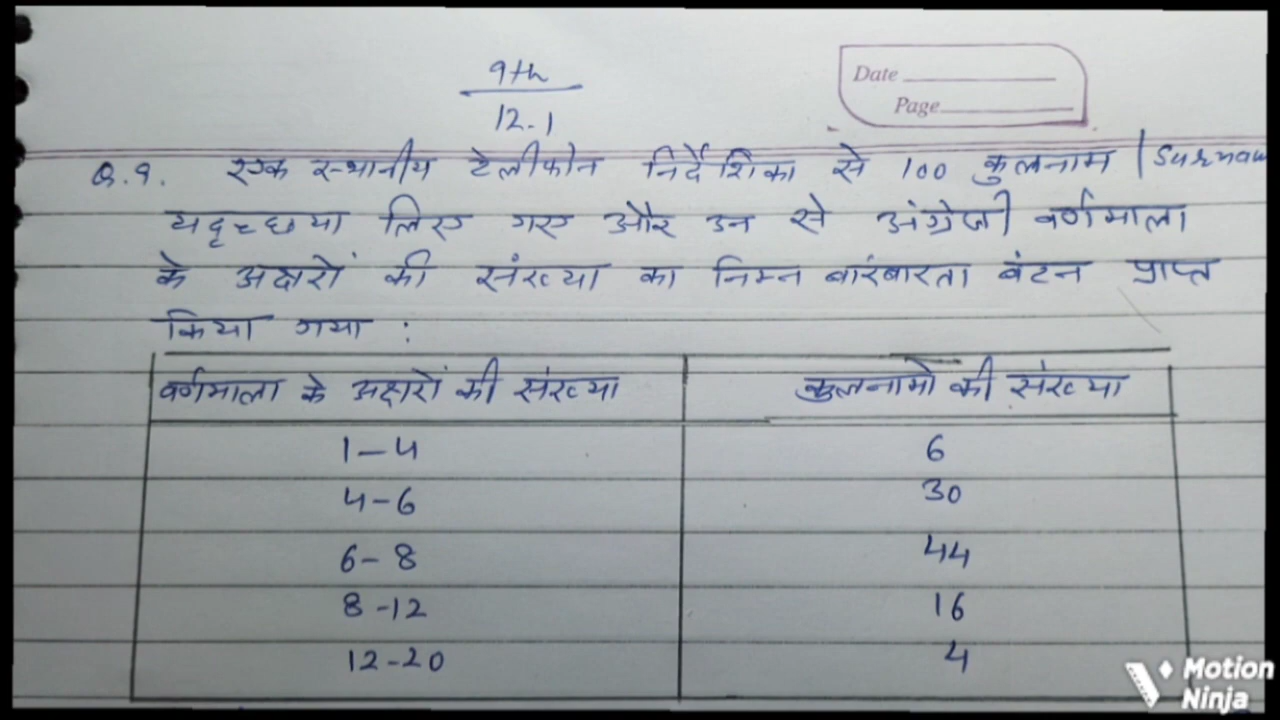 9th
12.1
Date
Page
Q.9. एक स्थानीय टेलीफोन निर्देशिका से 100 कुलनाम (Surnam
यदृच्छया लिए गए और उन से अंग्रेजी वर्णमाला
के अक्षरों की संख्या का निम्न बारंबारता बंटन प्राप्त
किया गया :
वर्णमाला के अक्षरों की संख्या कुलनामो की संख्या
1-4 6
4-6 30
6-8 44
8-12 16
12-20 4
Motion
Ninja